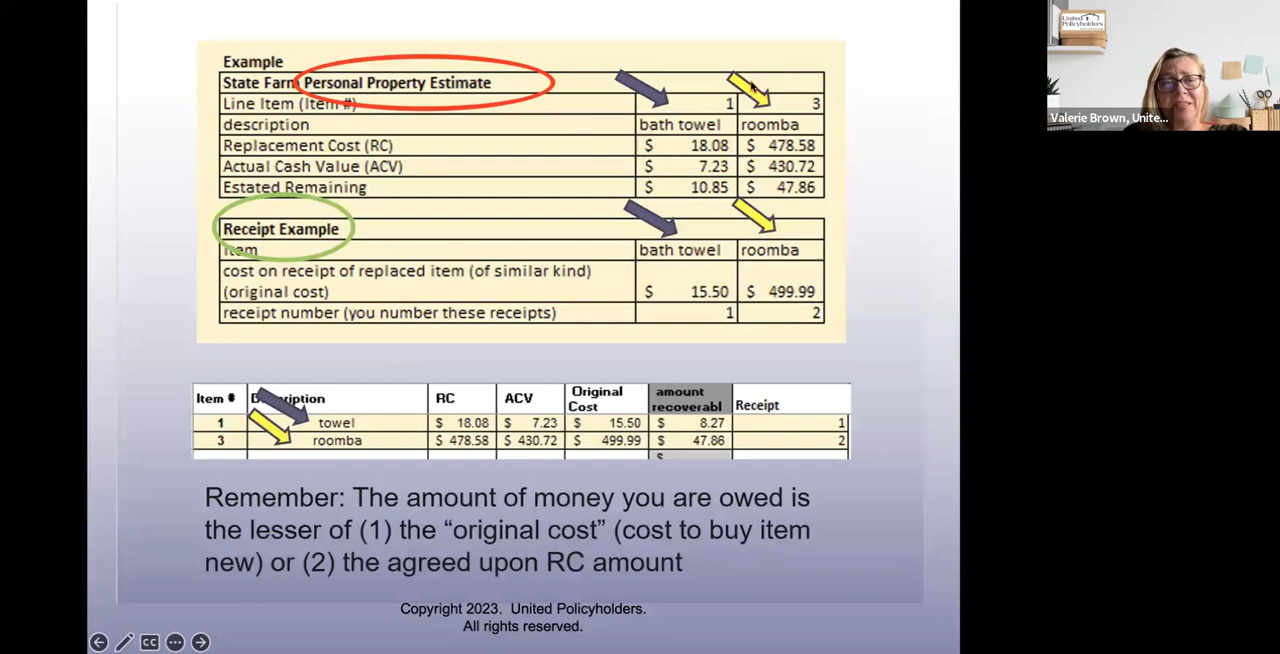 Example
State Farm Personal Property Estimate
Line Item (Item #) 1 3
description bath towel roomba
Replacement Cost (RC) $ 18.08 $ 478.58
Actual Cash Value (ACV) $ 7.23 $ 430.72
Estated Remaining $ 10.85 $ 47.86
Receipt Example
Item bath towel roomba
cost on receipt of replaced item (of similar kind)
(original cost) $ 15.50 $ 499.99
receipt number (you number these receipts) 1 2
Item # RC ACV Original Cost amount recoverabl Receipt
1 towel $ 18.08 $ 7.23 $ 15.50 $ 8.27 1
3 roomba $ 478.58 $ 430.72 $ 499.99 $ 47.86 2
$
Remember: The amount of money you are owed is
the lesser of (1) the “original cost” (cost to buy item
new) or (2) the agreed upon RC amount
Copyright 2023. United Policyholders.
All rights reserved.
CC
United
Policyholders
Valerie Brown, Unite...